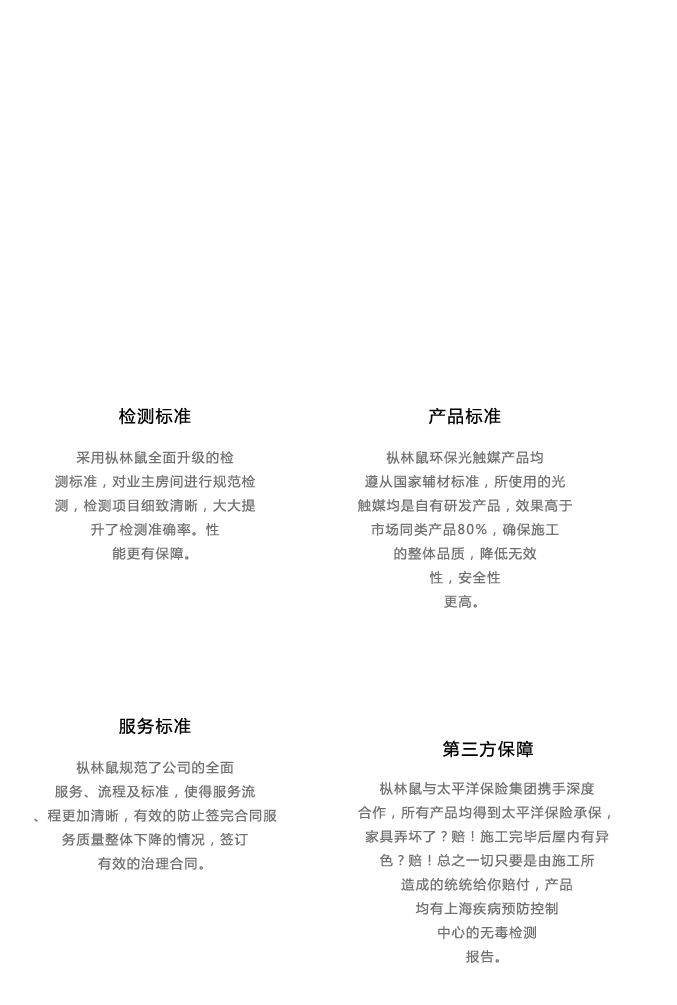 检测标准
采用枞林鼠全面升级的检
测标准，对业主房间进行规范检
测，检测项目细致清晰，大大提
升了检测准确率。性
能更有保障。
产品标准
枞林鼠环保光触媒产品均
遵从国家辅材标准，所使用的光
触媒均是自有研发产品，效果高于
市场同类产品80%，确保施工
的整体品质，降低无效
性，安全性
更高。
服务标准
枞林鼠规范了公司的全面
服务、流程及标准，使得服务流
、程更加清晰，有效的防止签完合同服
务质量整体下降的情况，签订
有效的治理合同。
第三方保障
枞林鼠与太平洋保险集团携手深度
合作，所有产品均得到太平洋保险承保，
家具弄坏了？赔！施工完毕后屋内有异
色？赔！总之一切只要是由施工所
造成的统统给你赔付，产品
均有上海疾病预防控制
中心的无毒检测
报告。